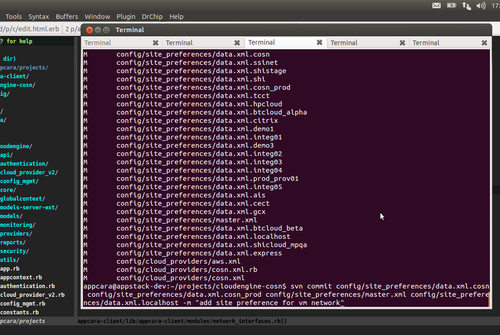 17:
Tools Syntax Buffers Window Plugin DrChip Help
d/p/c/edit.html.erb 2 p/a
Terminal
Terminal Terminal Terminal Terminal Terminal
? for help
dir)
pcara/projects/
a-client/
ngine-cosn/
ig/
/
a/
oudengine/
api/
authentication/
cloud_provider_v2/
config_mgmt/
core/
globalcontext/
models-server-ext/
models/
monitoring/
providers/
reports/
security/
utils/
app.rb
appcontext.rb
authentication.rb
cloud_provider_v2.rb
config_mgmt.rb
constants.rb
pcara/projects
M config/site_preferences/data.xml.cosn
M config/site_preferences/data.xml.ssinet
M config/site_preferences/data.xml.shistage
M config/site_preferences/data.xml.shi
M config/site_preferences/data.xml.cosn_prod
M config/site_preferences/data.xml.tcct
M config/site_preferences/data.xml.hpcloud
M config/site_preferences/data.xml.btcloud_alpha
M config/site_preferences/data.xml.citrix
M config/site_preferences/data.xml.demo1
M config/site_preferences/data.xml.integ01
M config/site_preferences/data.xml.demo3
M config/site_preferences/data.xml.integ02
M config/site_preferences/data.xml.integ03
M config/site_preferences/data.xml.integ04
M config/site_preferences/data.xml.prod_prov01
M config/site_preferences/data.xml.integ05
M config/site_preferences/data.xml.ais
M config/site_preferences/data.xml.cect
M config/site_preferences/data.xml.gcx
M config/site_preferences/master.xml
M config/site_preferences/data.xml.btcloud_beta
M config/site_preferences/data.xml.localhost
M config/site_preferences/data.xml.shicloud_mpqa
M config/site_preferences/data.xml.express
M config/cloud_providers/aws.xml
M config/cloud_providers/cosn.xml.rb
M config/cloud_providers/cosn.xml
appcara@appstack-dev:~/projects/cloudengine-cosn$ svn commit config/site_preferences/data.xml.cosn
config/site_preferences/data.xml.cosn_prod config/site_preferences/master.xml config/site_prefere
nces/data.xml.localhost -m "add site preference for vm network"
appcara-client/lib/appcara-client/modules/network_interfaces.rb[]